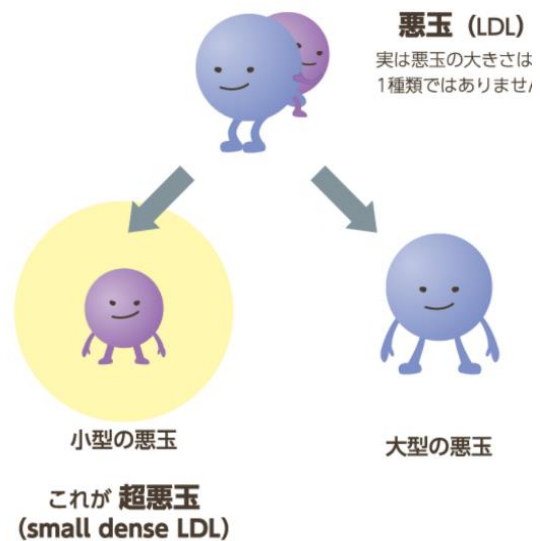 悪玉（LDL）
実は悪玉の大きさは
1種類ではありませ
小型の悪玉
大型の悪玉
これが 超悪玉
(small dense LDL)